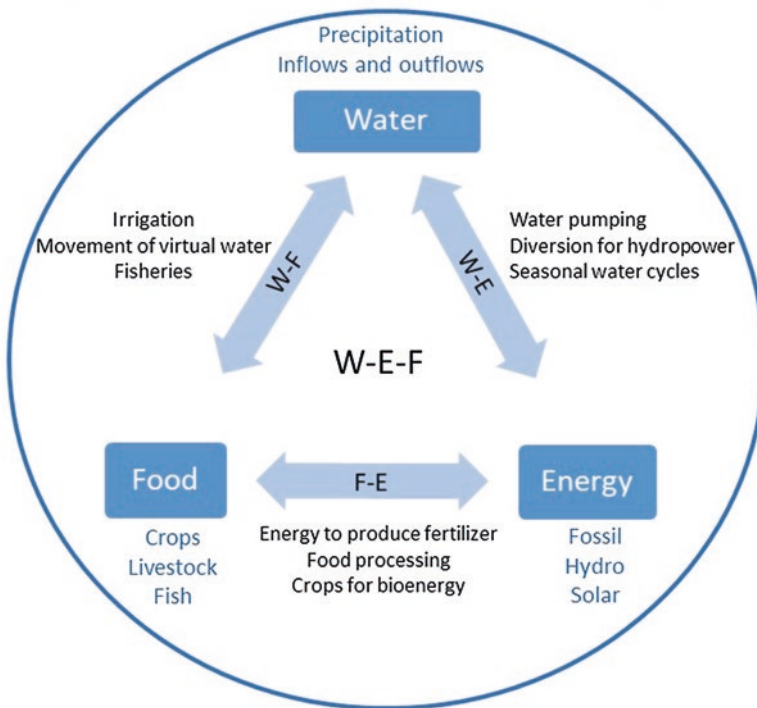 Precipitation
Inflows and outflows
Water
Irrigation
Movement of virtual water
Fisheries
W-F
Water pumping
Diversion for hydropower
Seasonal water cycles
W-E
W-E-F
Food
Crops
Livestock
Fish
F-E
Energy to produce fertilizer
Food processing
Crops for bioenergy
Energy
Fossil
Hydro
Solar